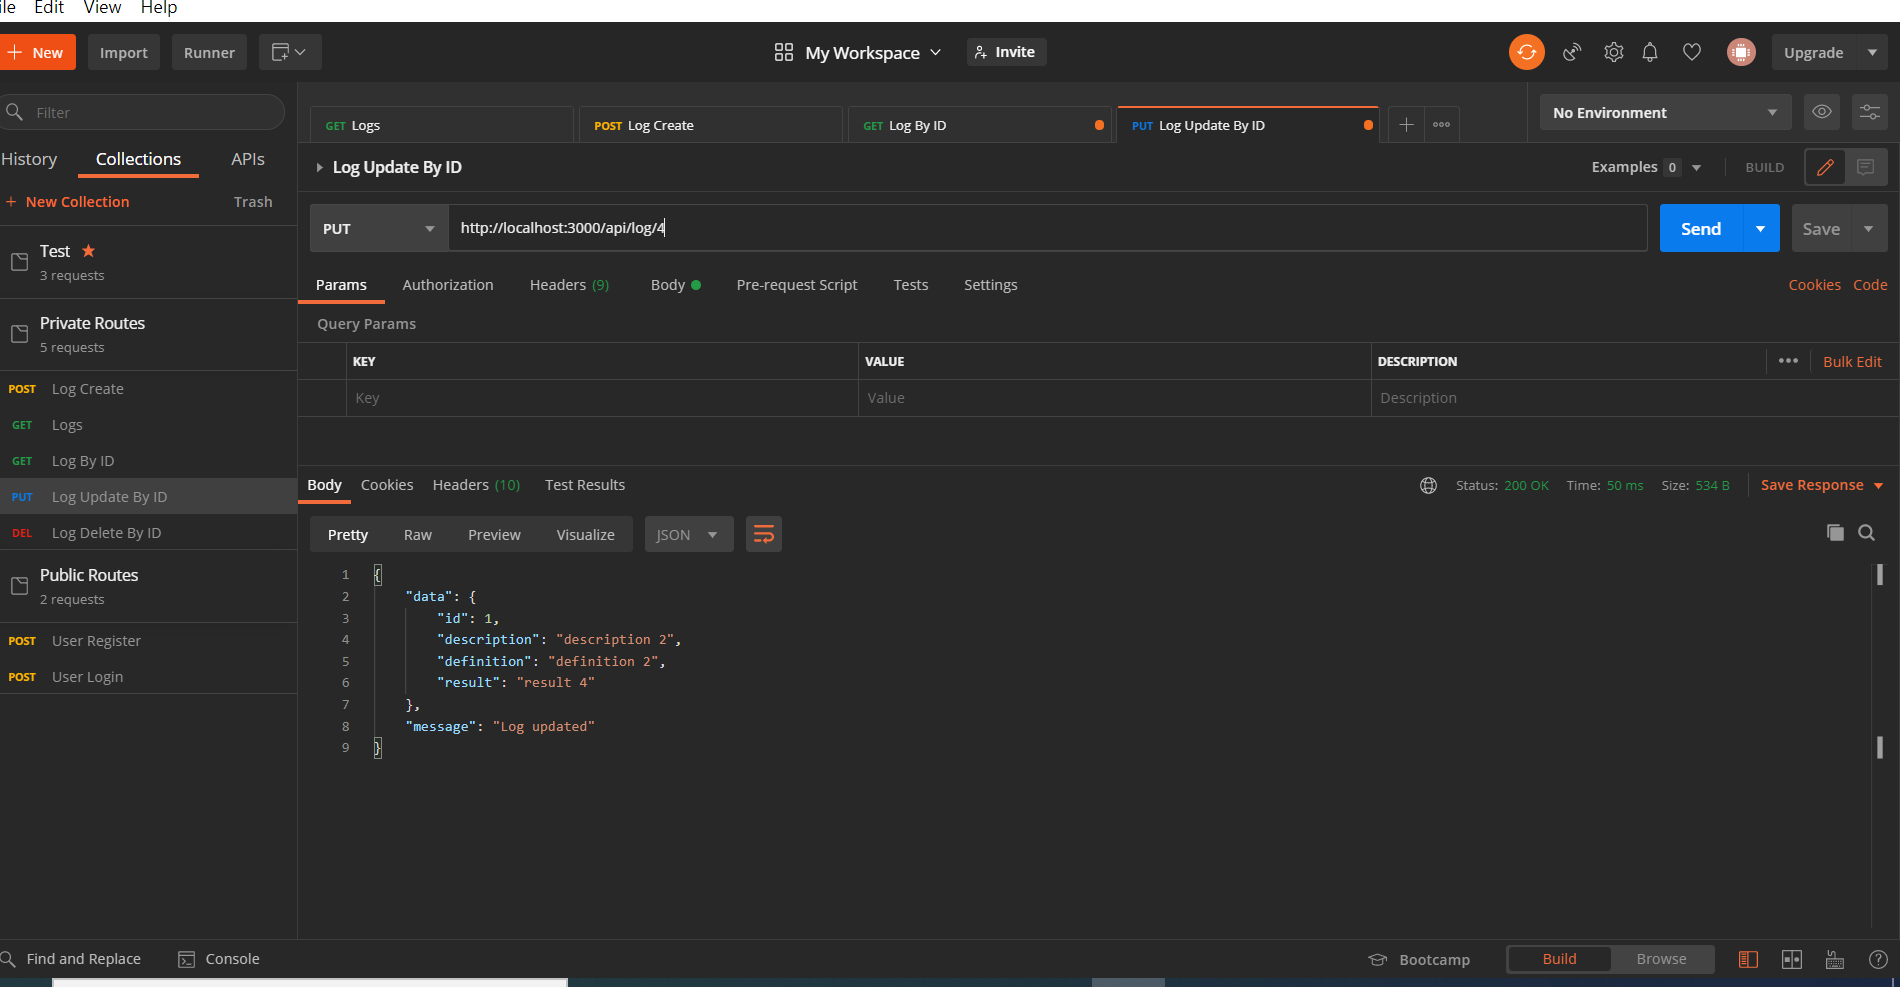 ile Edit View Help
+ New Import Runner My Workspace Invite Upgrade
Filter
History Collections APIs
+ New Collection Trash
Test
3 requests
Private Routes
5 requests
POST Log Create
GET Logs
GET Log By ID
PUT Log Update By ID
DEL Log Delete By ID
Public Routes
2 requests
POST User Register
POST User Login
GET Logs POST Log Create GET Log By ID PUT Log Update By ID
No Environment
Log Update By ID Examples 0 BUILD
PUT http://localhost:3000/api/log/4 Send Save
Params Authorization Headers (9) Body Pre-request Script Tests Settings Cookies Code
Query Params
KEY VALUE DESCRIPTION ••• Bulk Edit
Key Value Description
Body Cookies Headers (10) Test Results Status: 200 OK Time: 50 ms Size: 534 B Save Response
Pretty Raw Preview Visualize JSON
1 {
2 "data": {
3 "id": 1,
4 "description": "description 2",
5 "definition": "definition 2",
6 "result": "result 4"
7 },
8 "message": "Log updated"
9 }
Find and Replace Console Bootcamp Build Browse